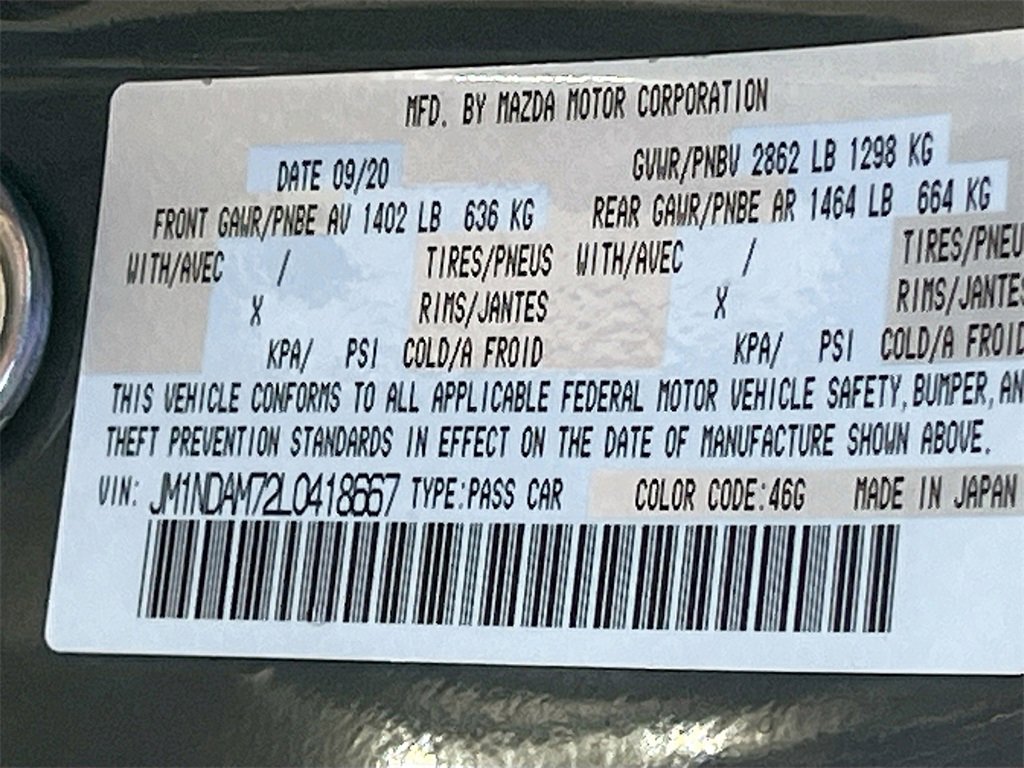 MFD. BY MAZDA MOTOR CORPORATION
DATE 09/20 GVWR/PNBV 2862 LB 1298 KG
FRONT GAWR/PNBE AV 1402 LB 636 KG REAR GAWR/PNBE AR 1464 LB 664 KG
WITH/AVEC / TIRES/PNEUS WITH/AVEC / TIRES/PNEU
X RIMS/JANTES X RIMS/JANTES
KPA/ PSI COLD/A FROID KPA/ PSI COLD/A FROID
THIS VEHICLE CONFORMS TO ALL APPLICABLE FEDERAL MOTOR VEHICLE SAFETY, BUMPER, AN
THEFT PREVENTION STANDARDS IN EFFECT ON THE DATE OF MANUFACTURE SHOWN ABOVE.
VIN: JM1NDAM72L0418667 TYPE:PASS CAR COLOR CODE:46G MADE IN JAPAN